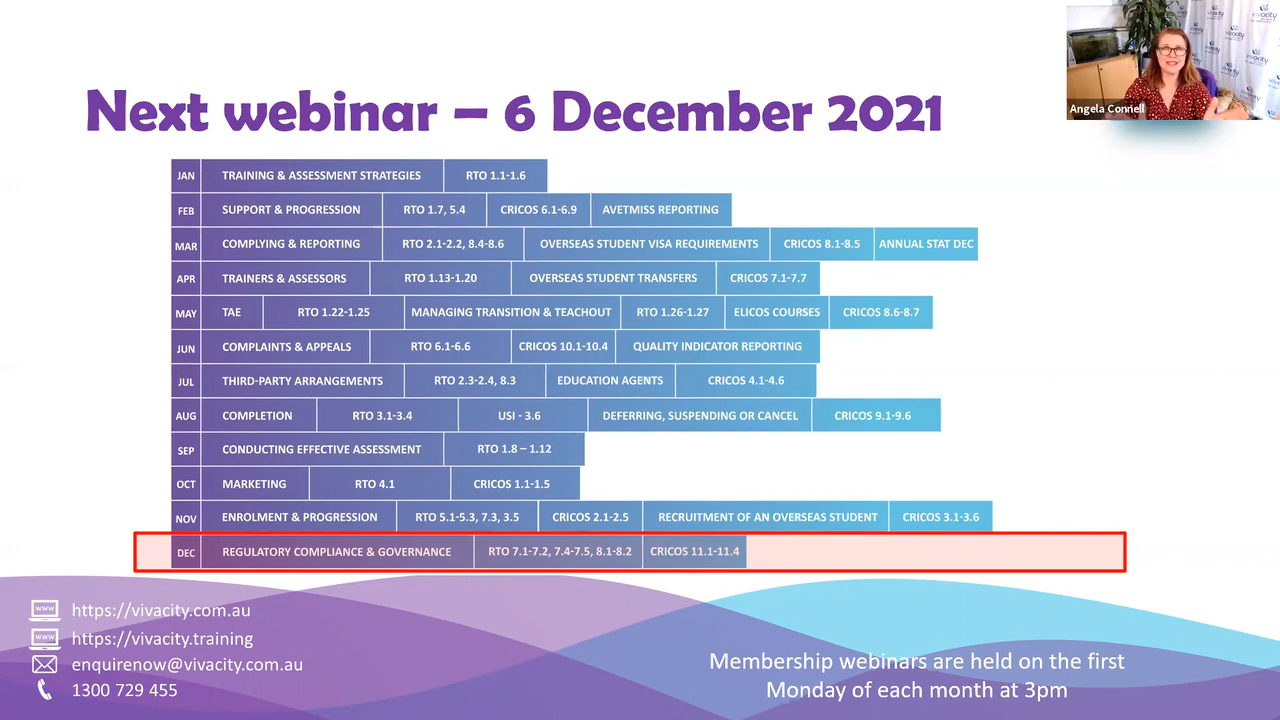 Next webinar – 6 December 2021
vivacity
Angela Connell
JAN TRAINING & ASSESSMENT STRATEGIES RTO 1.1-1.6
FEB SUPPORT & PROGRESSION RTO 1.7, 5.4 CRICOS 6.1-6.9 AVETMISS REPORTING
MAR COMPLYING & REPORTING RTO 2.1-2.2, 8.4-8.6 OVERSEAS STUDENT VISA REQUIREMENTS CRICOS 8.1-8.5 ANNUAL STAT DEC
APR TRAINERS & ASSESSORS RTO 1.13-1.20 OVERSEAS STUDENT TRANSFERS CRICOS 7.1-7.7
MAY TAE RTO 1.22-1.25 MANAGING TRANSITION & TEACHOUT RTO 1.26-1.27 ELICOS COURSES CRICOS 8.6-8.7
JUN COMPLAINTS & APPEALS RTO 6.1-6.6 CRICOS 10.1-10.4 QUALITY INDICATOR REPORTING
JUL THIRD-PARTY ARRANGEMENTS RTO 2.3-2.4, 8.3 EDUCATION AGENTS CRICOS 4.1-4.6
AUG COMPLETION RTO 3.1-3.4 USI - 3.6 DEFERRING, SUSPENDING OR CANCEL CRICOS 9.1-9.6
SEP CONDUCTING EFFECTIVE ASSESSMENT RTO 1.8 – 1.12
OCT MARKETING RTO 4.1 CRICOS 1.1-1.5
NOV ENROLMENT & PROGRESSION RTO 5.1-5.3, 7.3, 3.5 CRICOS 2.1-2.5 RECRUITMENT OF AN OVERSEAS STUDENT CRICOS 3.1-3.6
DEC REGULATORY COMPLIANCE & GOVERNANCE RTO 7.1-7.2, 7.4-7.5, 8.1-8.2 CRICOS 11.1-11.4
www https://vivacity.com.au
www https://vivacity.training
enquirenow@vivacity.com.au
1300 729 455
Membership webinars are held on the first
Monday of each month at 3pm